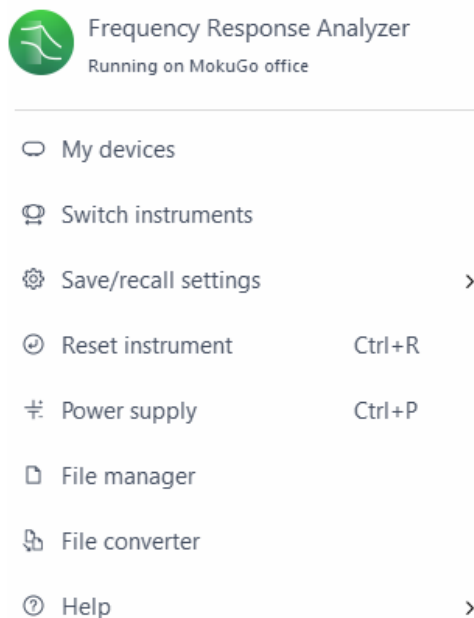 Frequency Response Analyzer
Running on MokuGo office
My devices
Switch instruments
Save/recall settings
Reset instrument Ctrl+R
Power supply Ctrl+P
File manager
File converter
Help